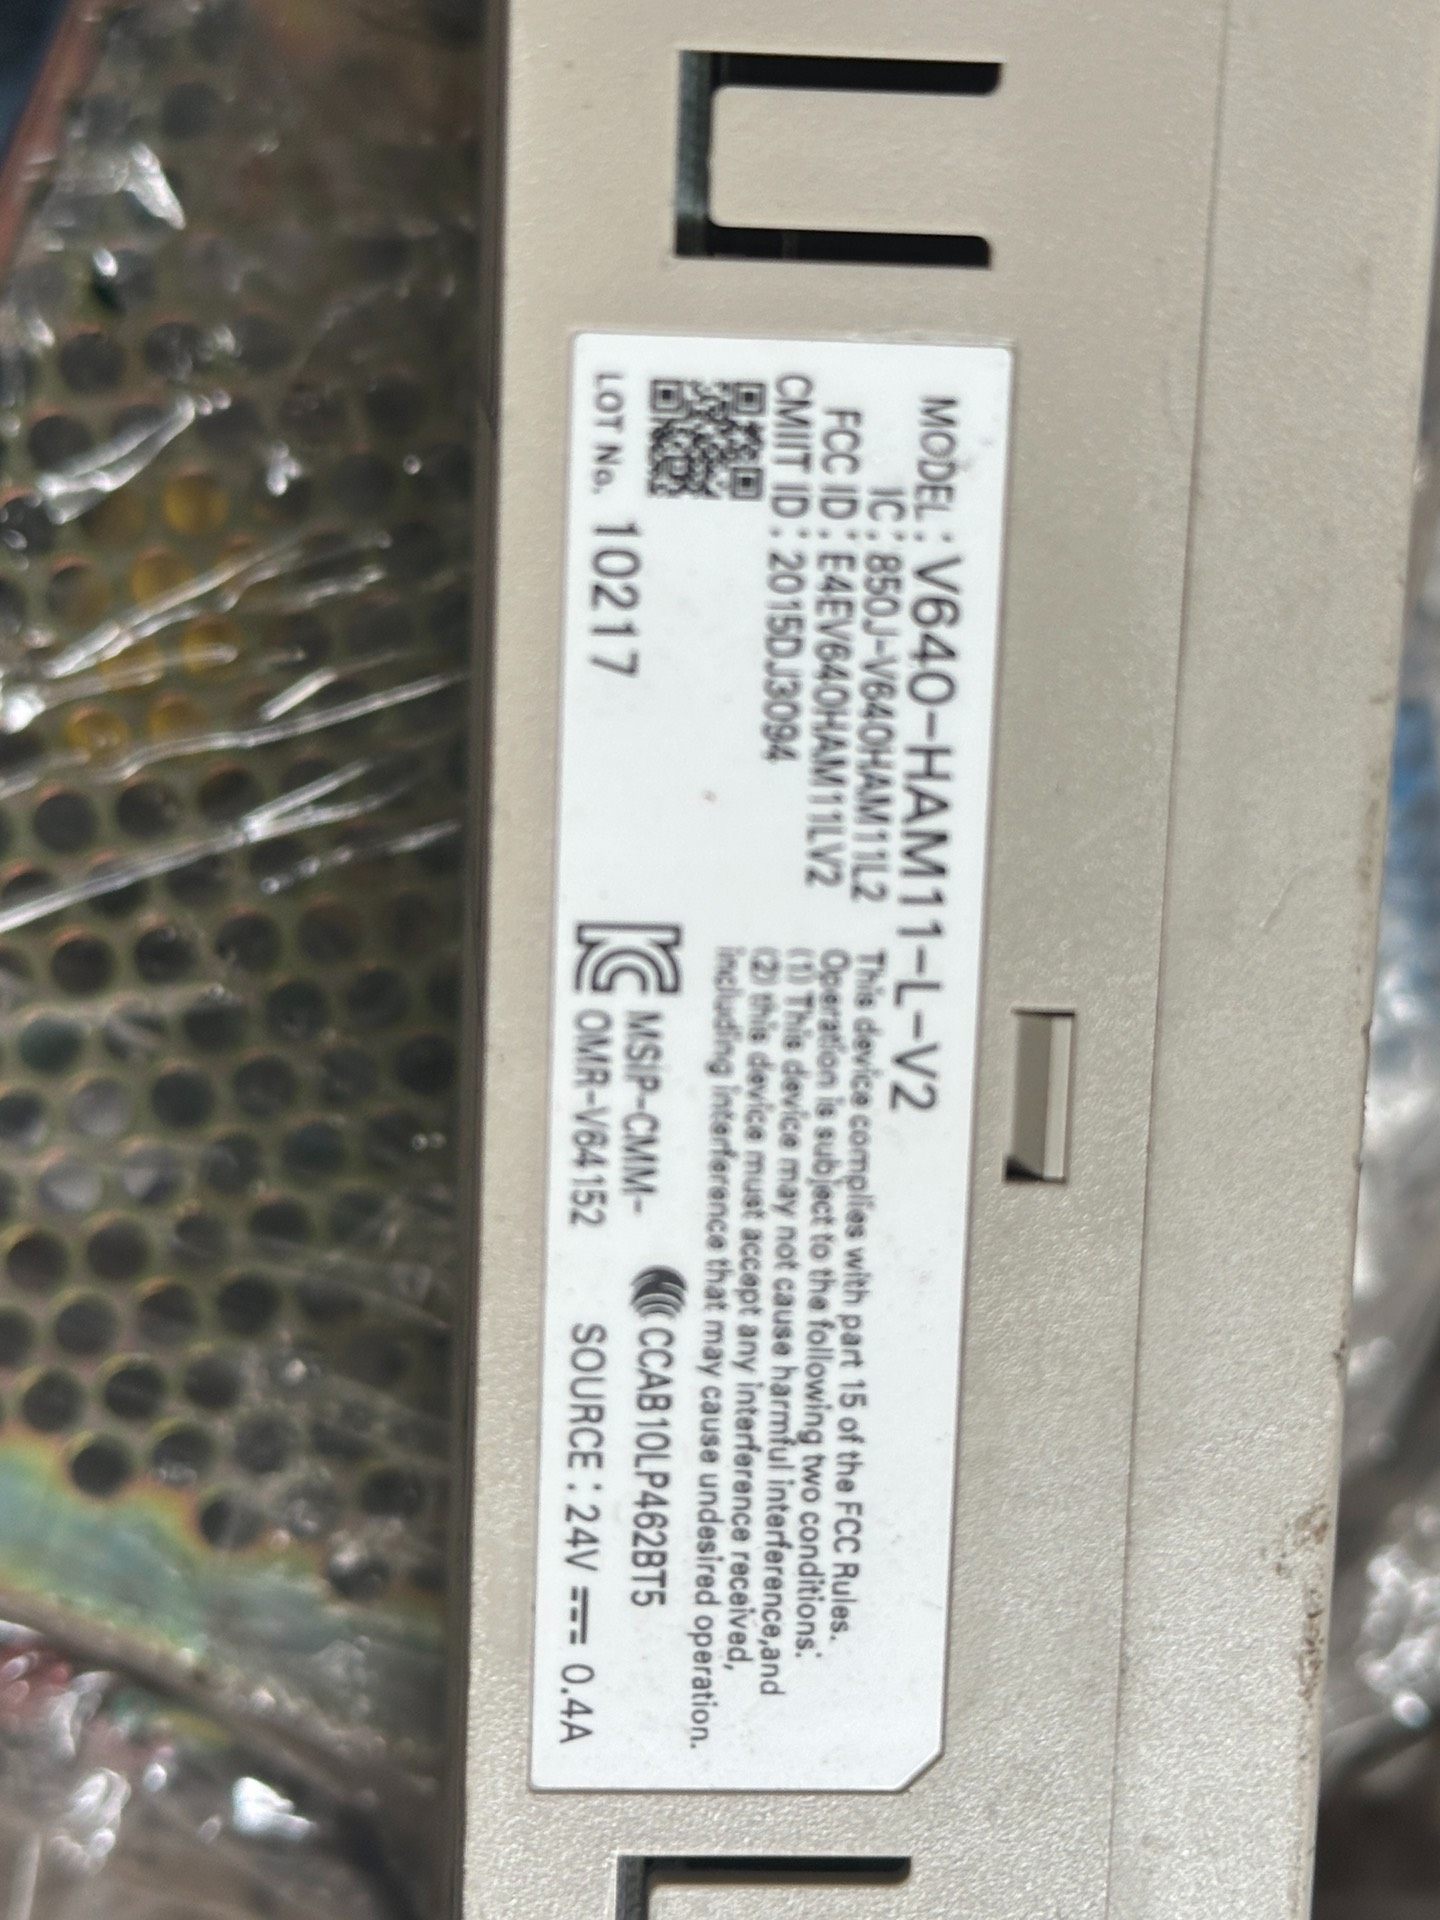 MODEL : V640-HAM11-L-V2
IC : 850J-V640HAM11L2
FCC ID : E4EV640HAM11LV2
CMIIT ID : 2015DJ3094
This device complies with part 15 of the FCC Rules.
Operation is subject to the following two conditions:
(1) This device may not cause harmful interference,and
(2) this device must accept any interference received,
including interference that may cause undesired operation.
LOT No. 10217
MSIP-CMM-
OMR-V64152
CCAB10LP462BT5
SOURCE : 24V ⎓ 0.4A